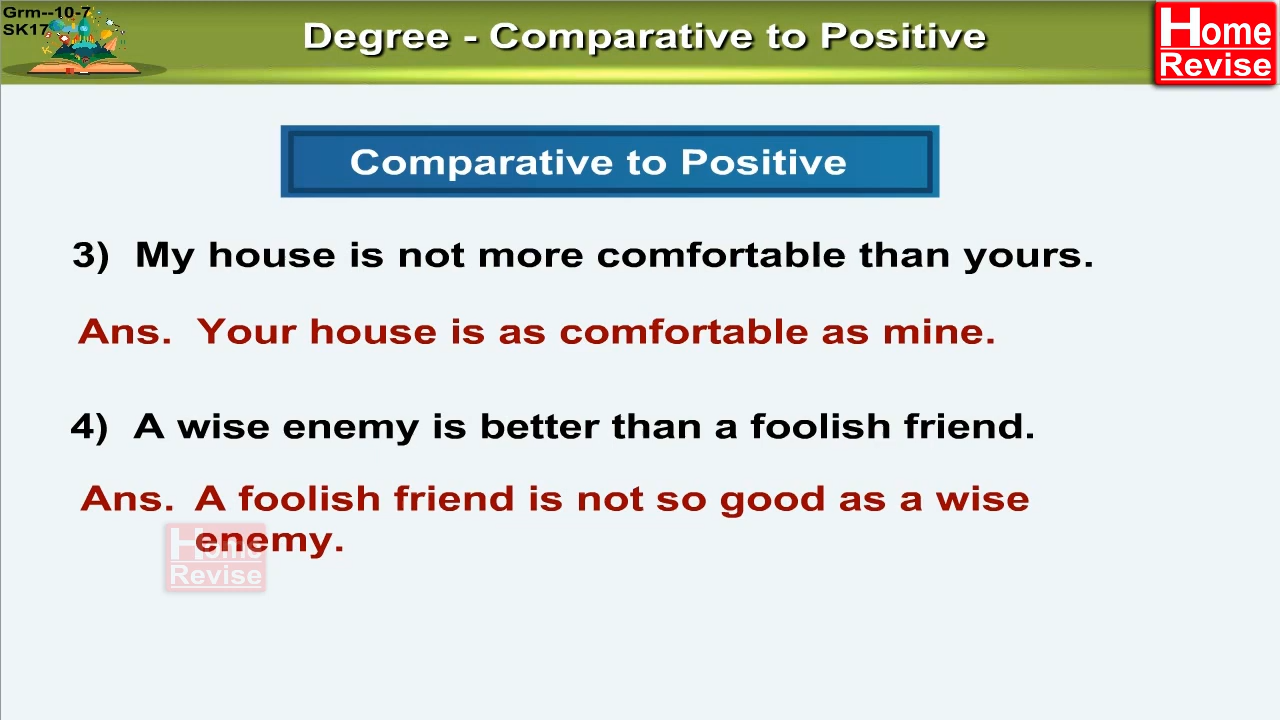 Grm--10-7
SK17
Degree - Comparative to Positive
Home
Revise
Comparative to Positive
3) My house is not more comfortable than yours.
Ans. Your house is as comfortable as mine.
4) A wise enemy is better than a foolish friend.
Ans. A foolish friend is not so good as a wise
enemy.
Home
Revise